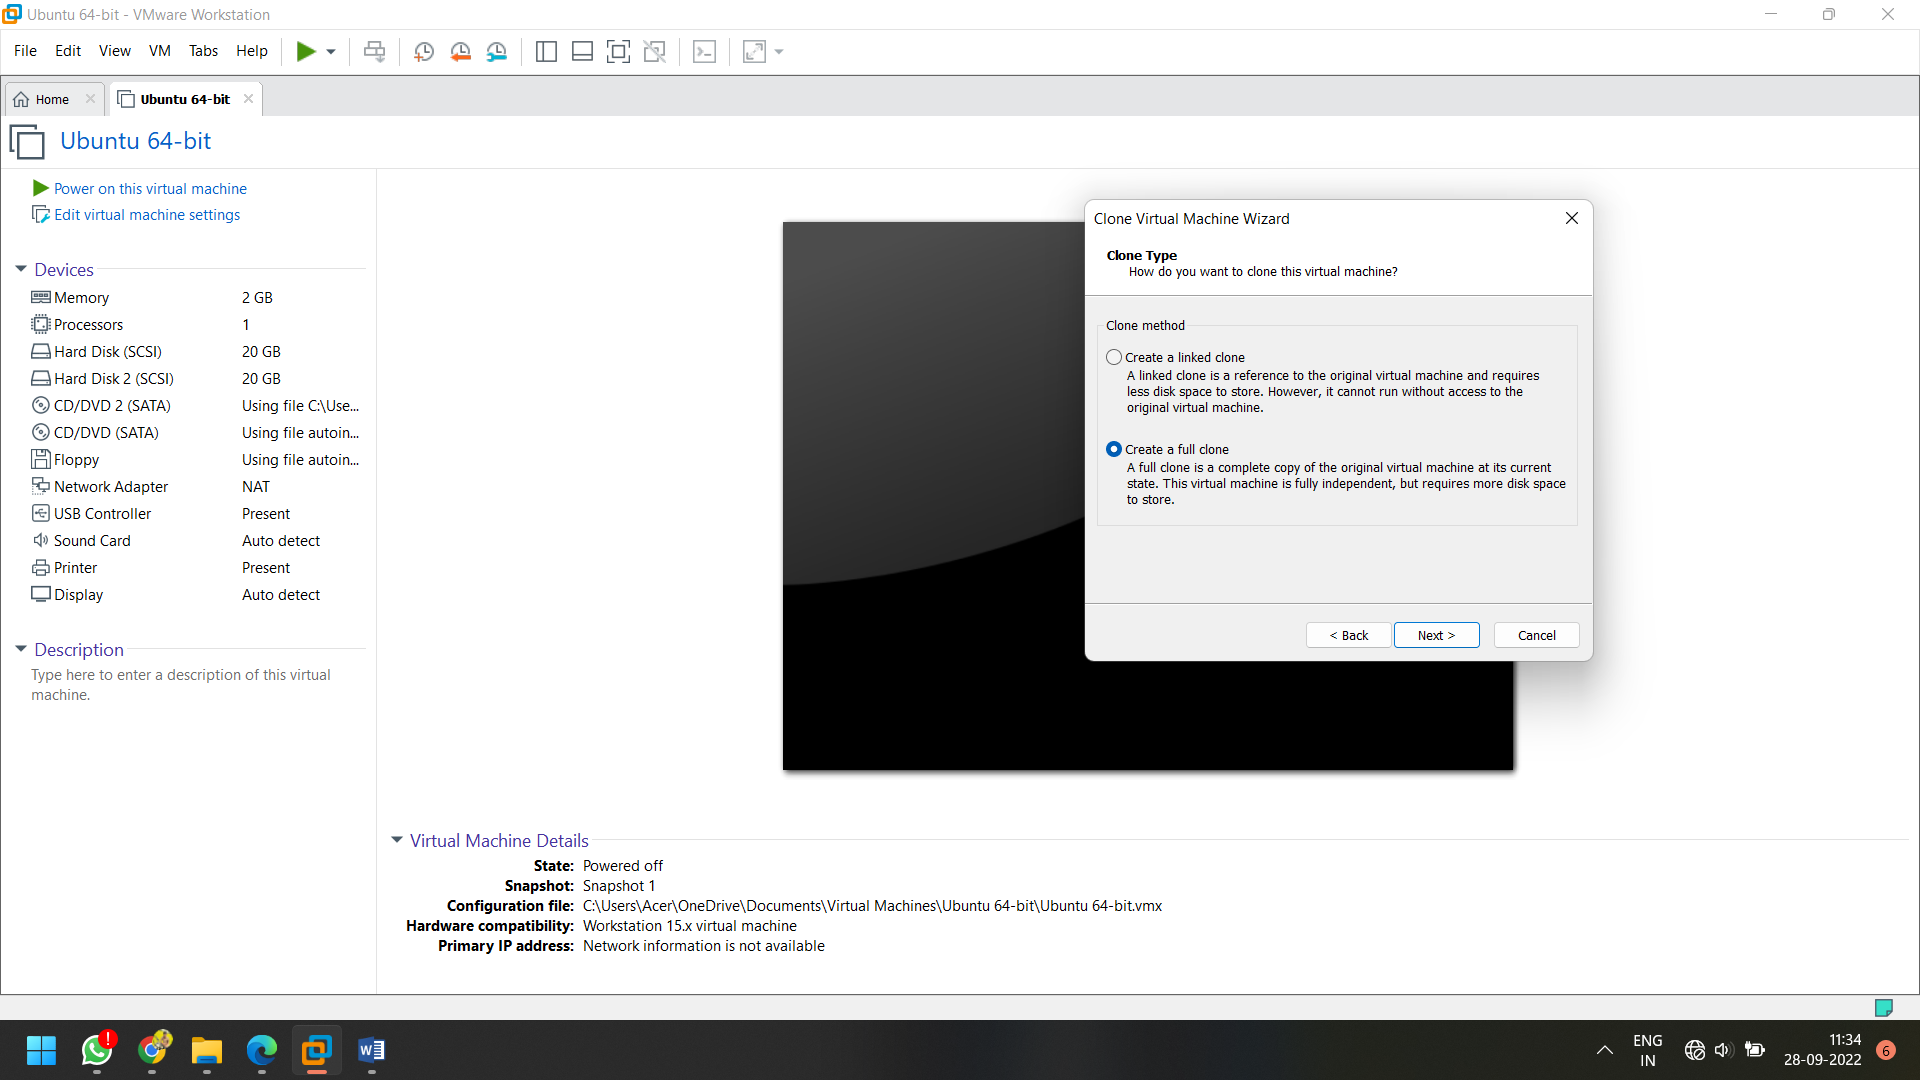 Ubuntu 64-bit - VMware Workstation
File Edit View VM Tabs Help
Home Ubuntu 64-bit
Ubuntu 64-bit
Power on this virtual machine
Edit virtual machine settings
Devices
Memory 2 GB
Processors 1
Hard Disk (SCSI) 20 GB
Hard Disk 2 (SCSI) 20 GB
CD/DVD 2 (SATA) Using file C:\Use...
CD/DVD (SATA) Using file autoin...
Floppy Using file autoin...
Network Adapter NAT
USB Controller Present
Sound Card Auto detect
Printer Present
Display Auto detect
Description
Type here to enter a description of this virtual
machine.
Clone Virtual Machine Wizard
Clone Type
How do you want to clone this virtual machine?
Clone method
Create a linked clone
A linked clone is a reference to the original virtual machine and requires
less disk space to store. However, it cannot run without access to the
original virtual machine.
Create a full clone
A full clone is a complete copy of the original virtual machine at its current
state. This virtual machine is fully independent, but requires more disk space
to store.
< Back Next > Cancel
Virtual Machine Details
State: Powered off
Snapshot: Snapshot 1
Configuration file: C:\Users\Acer\OneDrive\Documents\Virtual Machines\Ubuntu 64-bit\Ubuntu 64-bit.vmx
Hardware compatibility: Workstation 15.x virtual machine
Primary IP address: Network information is not available
ENG
IN
11:34
28-09-2022
6